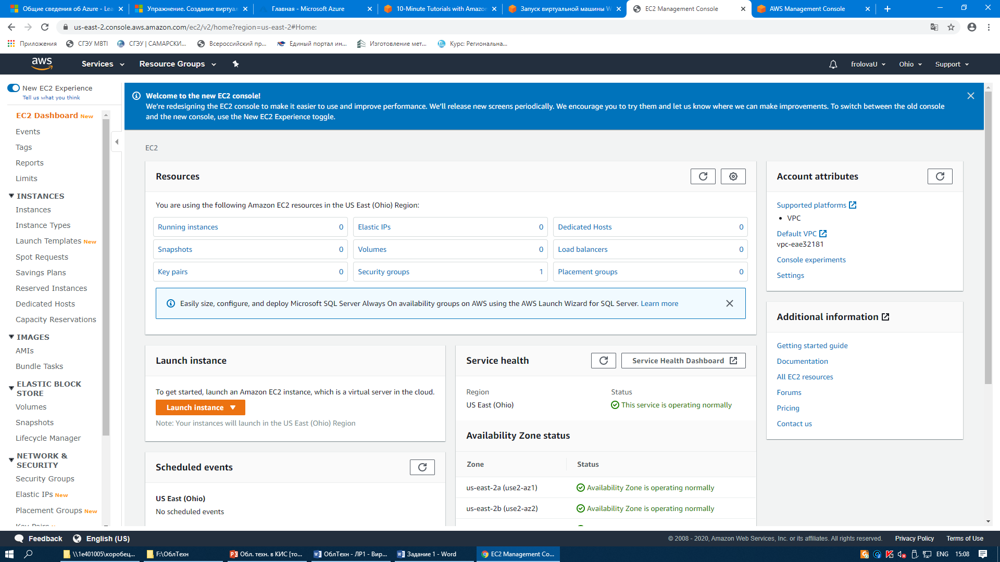 Общие сведения об Azure - Lea
Упражнение. Создание виртуал
Главная - Microsoft Azure
10-Minute Tutorials with Amazon
Запуск виртуальной машины W
EC2 Management Console
AWS Management Console
us-east-2.console.aws.amazon.com/ec2/v2/home?region=us-east-2#Home:
Приложения
СГЭУ МВТІ
СГЭУ | САМАРСКИ...
Всероссийский пр...
Единый портал ин...
Изготовление мет...
Курс: Региональна...
aws
Services
Resource Groups
frolovaU
Ohio
Support
New EC2 Experience
Tell us what you think
EC2 Dashboard New
Events
Tags
Reports
Limits
INSTANCES
Instances
Instance Types
Launch Templates New
Spot Requests
Savings Plans
Reserved Instances
Dedicated Hosts
Capacity Reservations
IMAGES
AMIs
Bundle Tasks
ELASTIC BLOCK
STORE
Volumes
Snapshots
Lifecycle Manager
NETWORK &
SECURITY
Security Groups
Elastic IPs New
Placement Groups New
Welcome to the new EC2 console!
We're redesigning the EC2 console to make it easier to use and improve performance. We'll release new screens periodically. We encourage you to try them and let us know where we can make improvements. To switch between the old console
and the new console, use the New EC2 Experience toggle.
EC2
Resources
You are using the following Amazon EC2 resources in the US East (Ohio) Region:
Running instances 0
Elastic IPs 0
Dedicated Hosts 0
Snapshots 0
Volumes 0
Load balancers 0
Key pairs 0
Security groups 1
Placement groups 0
Easily size, configure, and deploy Microsoft SQL Server Always On availability groups on AWS using the AWS Launch Wizard for SQL Server. Learn more
Launch instance
To get started, launch an Amazon EC2 instance, which is a virtual server in the cloud.
Launch instance
Note: Your instances will launch in the US East (Ohio) Region
Scheduled events
US East (Ohio)
No scheduled events
Service health
Service Health Dashboard
Region
Status
US East (Ohio)
This service is operating normally
Availability Zone status
Zone
Status
us-east-2a (use2-az1)
Availability Zone is operating normally
us-east-2b (use2-az2)
Availability Zone is operating normally
Account attributes
Supported platforms
• VPC
Default VPC
vpc-eae32181
Console experiments
Settings
Additional information
Getting started guide
Documentation
All EC2 resources
Forums
Pricing
Contact us
Feedback
English (US)
© 2008 - 2020, Amazon Web Services, Inc. or its affiliates. All rights reserved.
Privacy Policy
Terms of Use
\\1e401005\коробец...
F:\ОблТехн
Обл. техн. в КИС [то...
ОблТехн - ЛР1 - Вир...
Задание 1 - Word
EC2 Management Co...
ENG
15:08